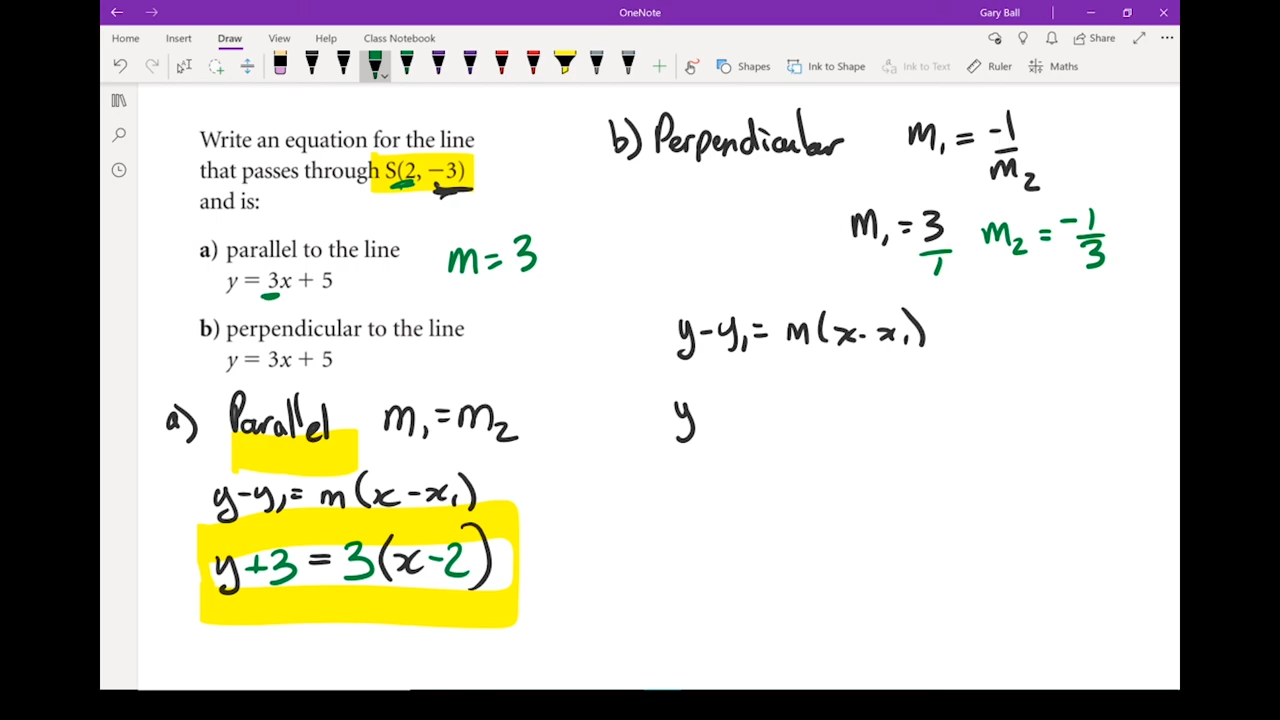 OneNote
Gary Ball
Home Insert Draw View Help Class Notebook
Share
Shapes Ink to Shape Ink to Text Ruler Maths
Write an equation for the line
that passes through S(2, −3)
and is:
a) parallel to the line
y = 3x + 5
m = 3
b) perpendicular to the line
y = 3x + 5
a) Parallel m₁ = m₂
y - y₁ = m(x - x₁)
y + 3 = 3(x - 2)
b) Perpendicular m₁ = -1/m₂
m₁ = 3/1 m₂ = -1/3
y - y₁ = m(x - x₁)
y